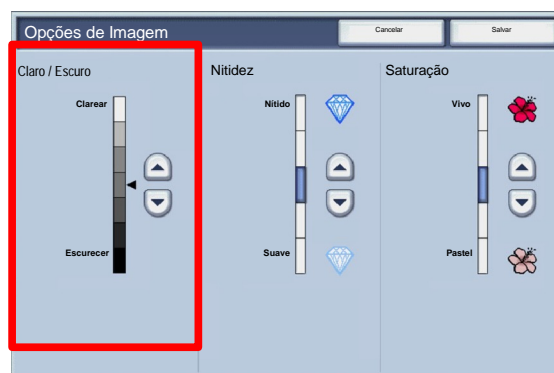 Opções de Imagem
Cancelar
Salvar
Claro / Escuro
Clarear
Escurecer
Nitidez
Nítido
Suave
Saturação
Vivo
Pastel